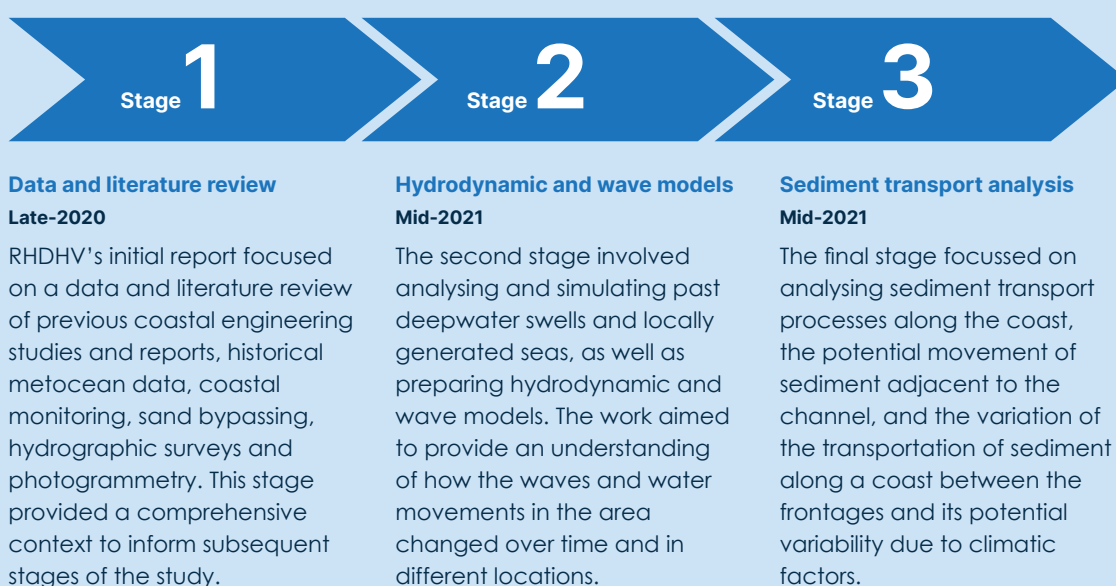 Stage 1
Stage 2
Stage 3
Data and literature review
Late-2020
RHDHV’s initial report focused
on a data and literature review
of previous coastal engineering
studies and reports, historical
metocean data, coastal
monitoring, sand bypassing,
hydrographic surveys and
photogrammetry. This stage
provided a comprehensive
context to inform subsequent
stages of the study.
Hydrodynamic and wave models
Mid-2021
The second stage involved
analysing and simulating past
deepwater swells and locally
generated seas, as well as
preparing hydrodynamic and
wave models. The work aimed
to provide an understanding
of how the waves and water
movements in the area
changed over time and in
different locations.
Sediment transport analysis
Mid-2021
The final stage focussed on
analysing sediment transport
processes along the coast,
the potential movement of
sediment adjacent to the
channel, and the variation of
the transportation of sediment
along a coast between the
frontages and its potential
variability due to climatic
factors.